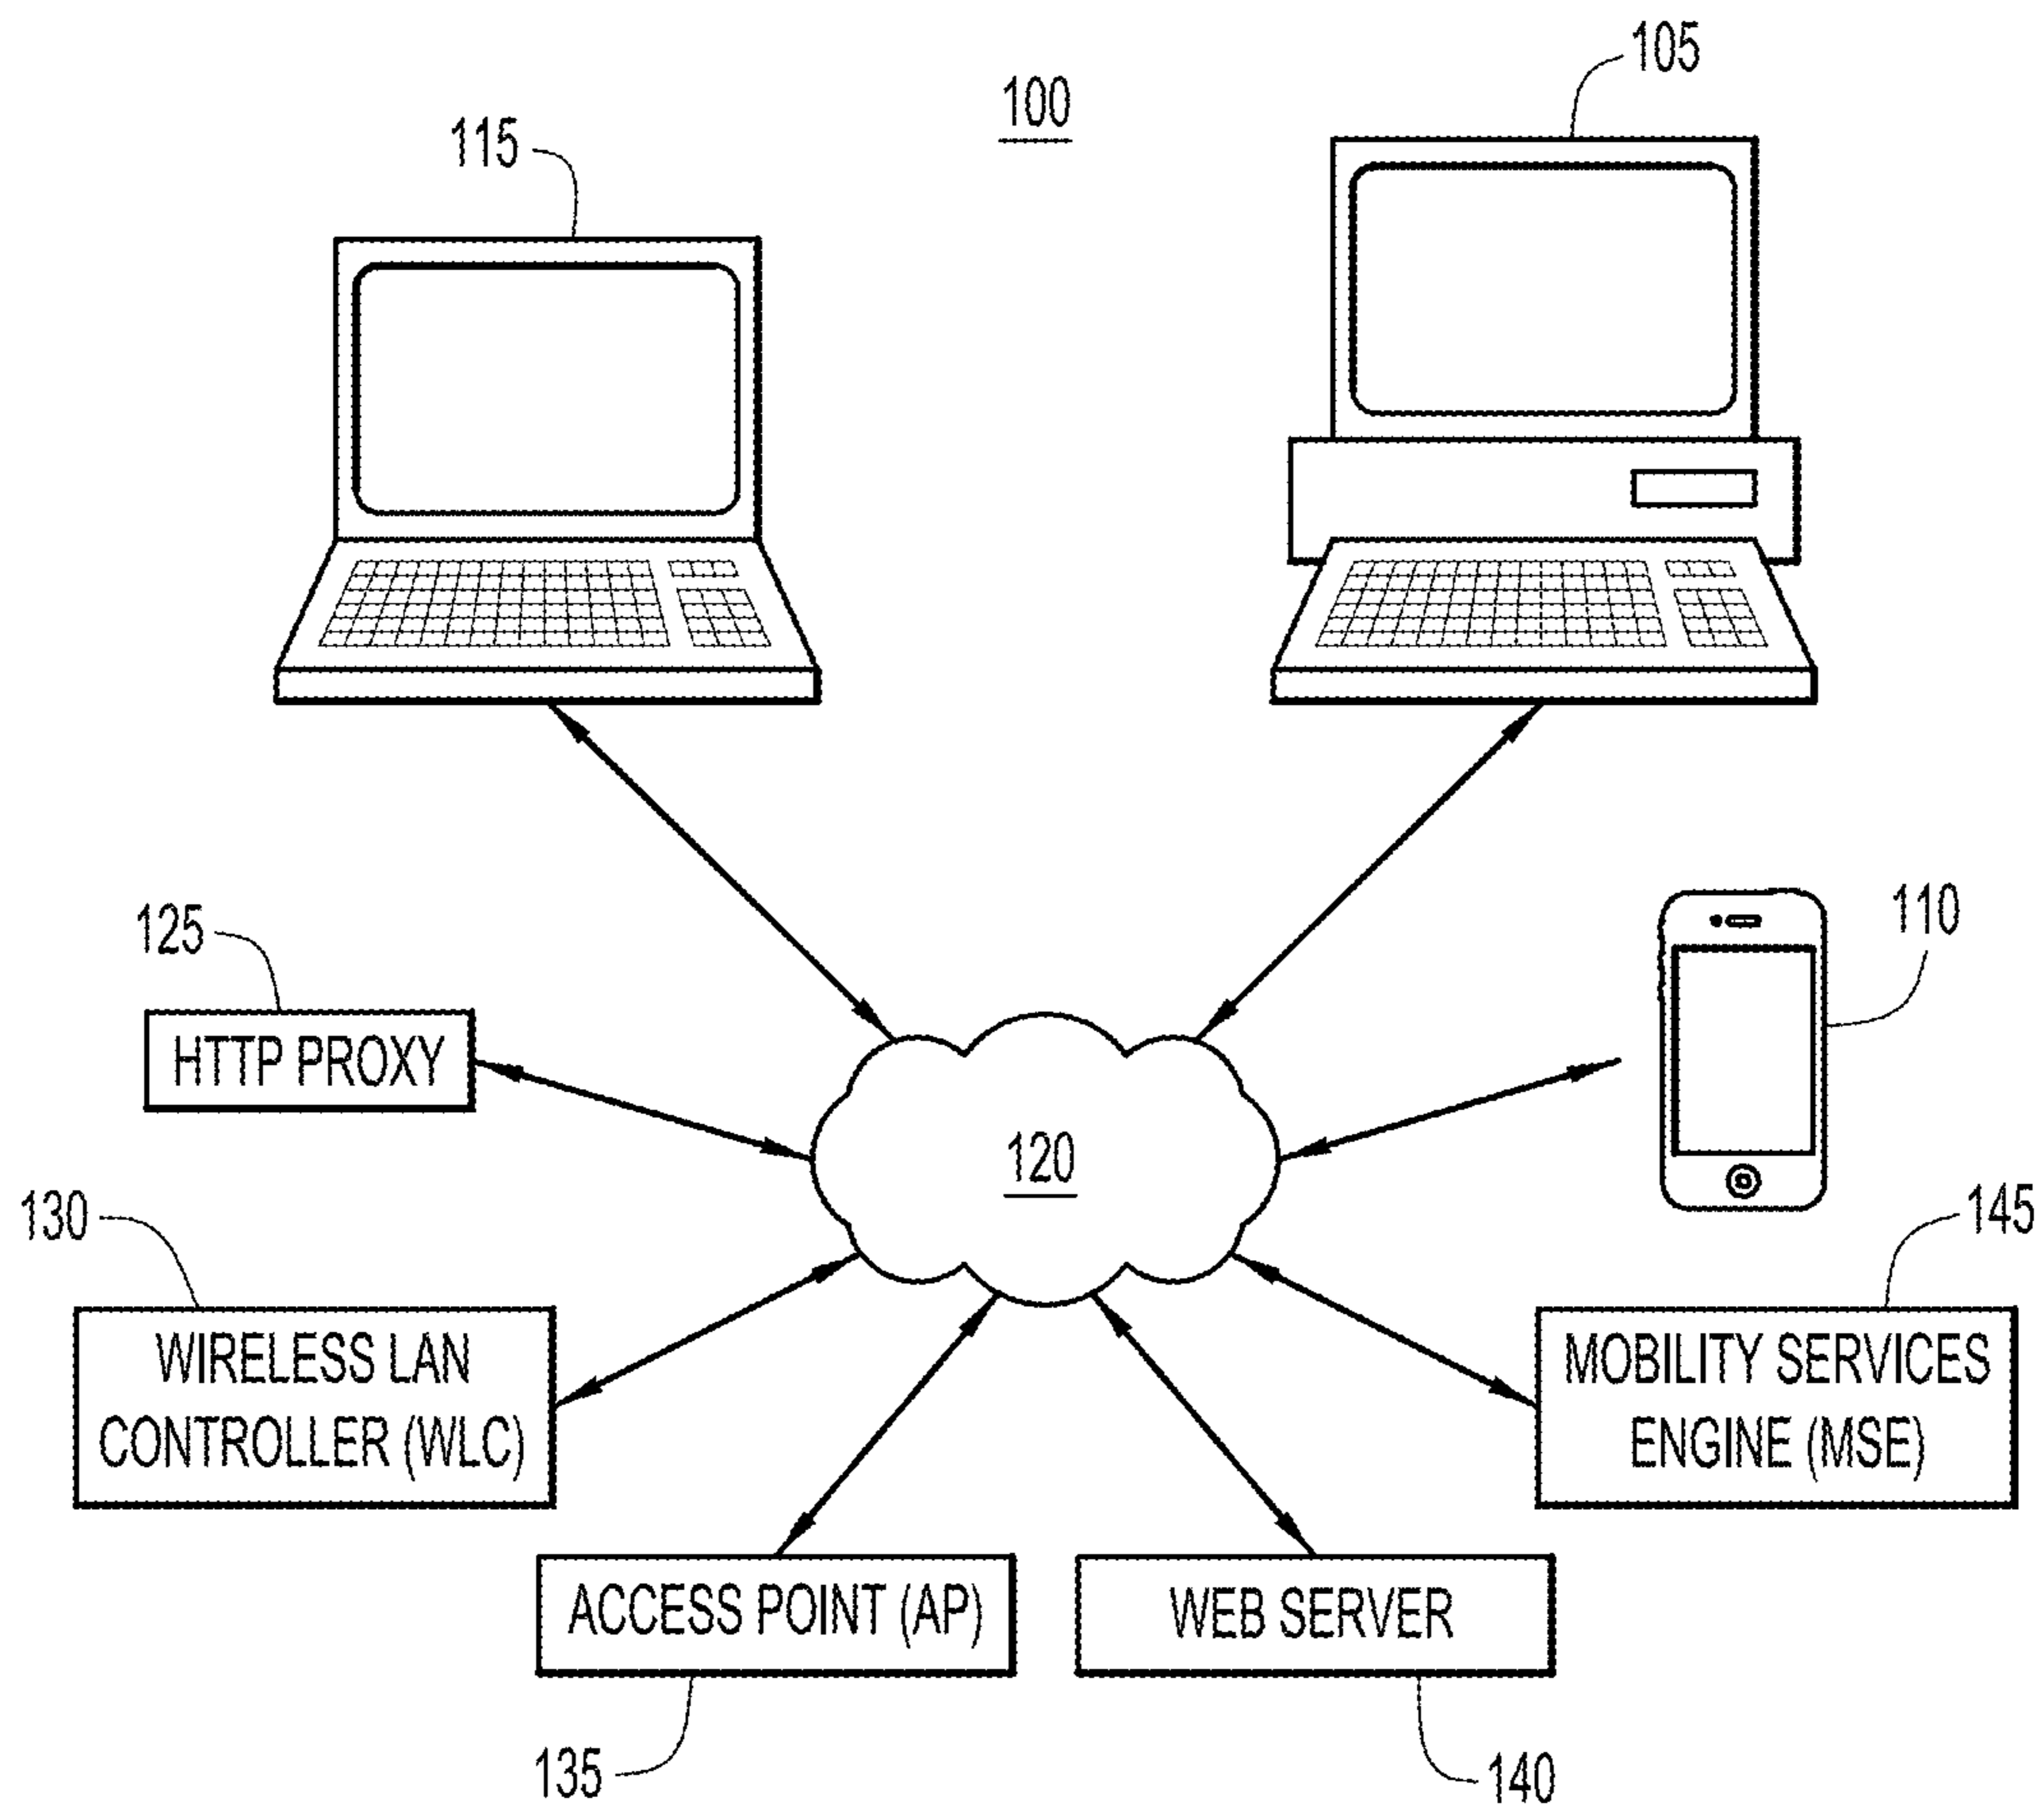 100
105
115
110
125
HTTP PROXY
120
130
145
WIRELESS LAN
CONTROLLER (WLC)
MOBILITY SERVICES
ENGINE (MSE)
ACCESS POINT (AP)
WEB SERVER
135
140